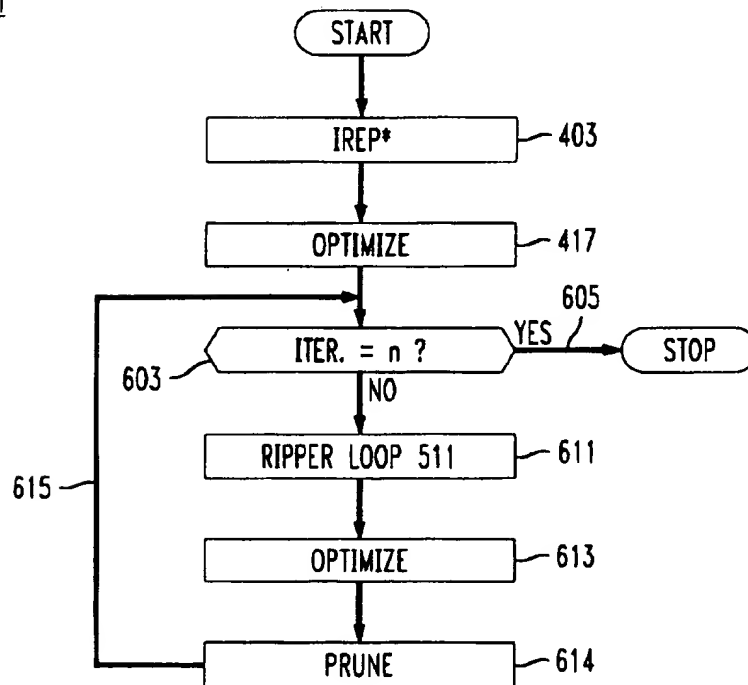 START
IREP* 403
OPTIMIZE 417
605
ITER. = n ? YES STOP
603
NO
RIPPER LOOP 511 611
615
OPTIMIZE 613
PRUNE 614